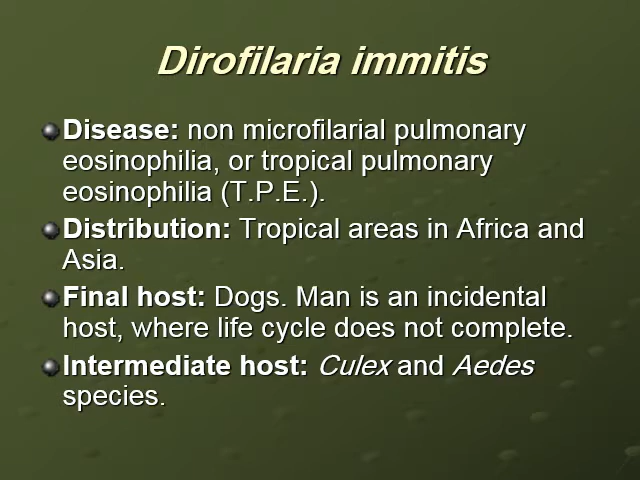 Dirofilaria immitis
Disease: non microfilarial pulmonary
eosinophilia, or tropical pulmonary
eosinophilia (T.P.E.).
Distribution: Tropical areas in Africa and
Asia.
Final host: Dogs. Man is an incidental
host, where life cycle does not complete.
Intermediate host: Culex and Aedes
species.